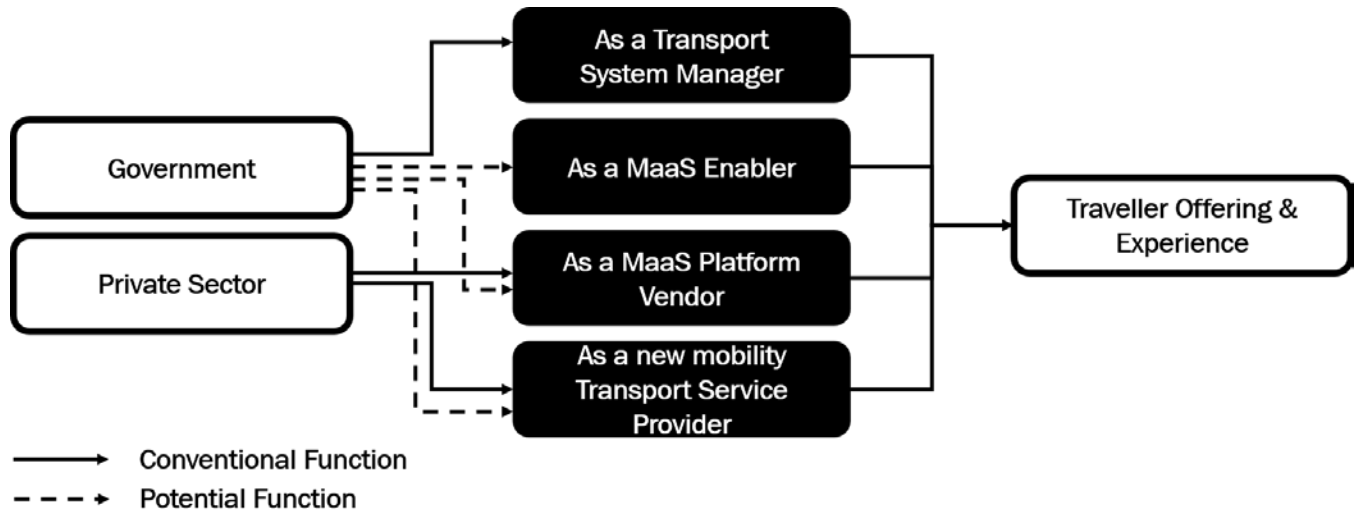 Government
Private Sector
As a Transport
System Manager
As a MaaS Enabler
As a MaaS Platform
Vendor
As a new mobility
Transport Service
Provider
Traveller Offering &
Experience
Conventional Function
Potential Function